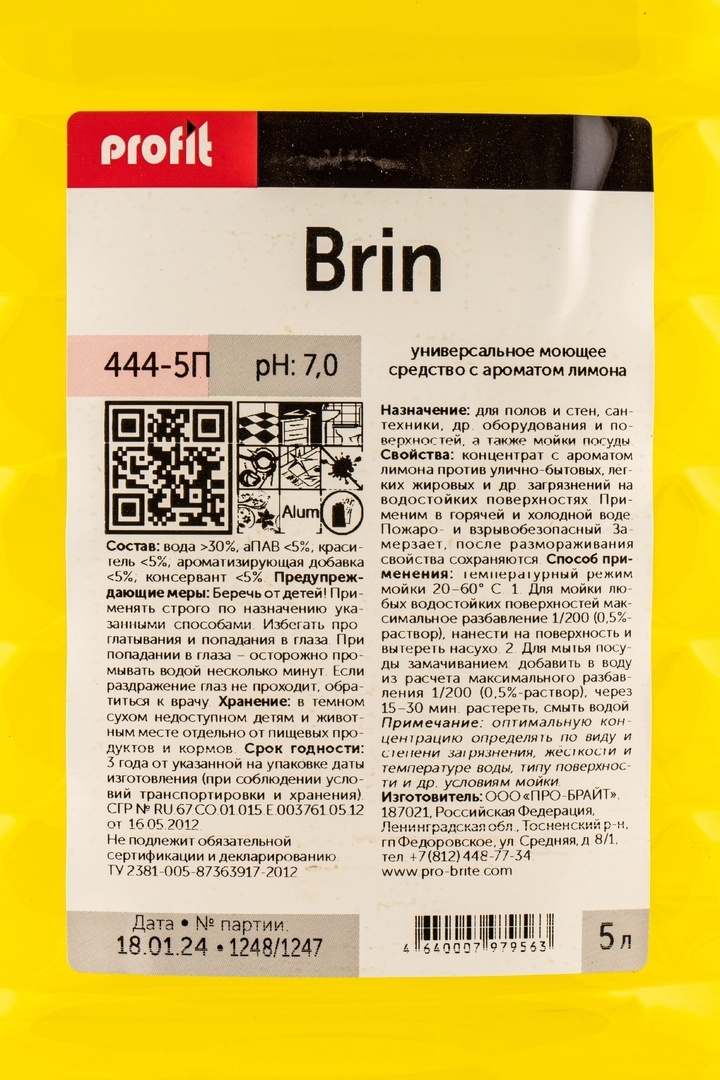 profit
Brin
444-5П
pH: 7,0
универсальное моющее
средство с ароматом лимона
Alum
Состав: вода >30%, аПАВ <5%, краси-
тель <5%, ароматизирующая добавка
<5%, консервант <5%. Предупреж-
дающие меры: Беречь от детей! При-
менять строго по назначению ука-
занными способами. Избегать про-
глатывания и попадания в глаза. При
попадании в глаза – осторожно про-
мывать водой несколько минут. Если
раздражение глаз не проходит, обра-
титься к врачу. Хранение: в темном
сухом недоступном детям и живот-
ным месте отдельно от пищевых про-
дуктов и кормов. Срок годности:
3 года от указанной на упаковке даты
изготовления (при соблюдении усло-
вий транспортировки и хранения).
СГР № RU.67.CO.01.015.E.003761.05.12
от 16.05.2012.
Не подлежит обязательной
сертификации и декларированию
ТУ 2381-005-87363917-2012
Назначение: для полов и стен, сан-
техники, др. оборудования и по-
верхностей, а также мойки посуды.
Свойства: концентрат с ароматом
лимона против улично-бытовых, лег-
ких жировых и др. загрязнений на
водостойких поверхностях. При-
меним в горячей и холодной воде.
Пожаро- и взрывобезопасный. За-
мерзает, после размораживания
свойства сохраняются. Способ при-
менения: температурный режим
мойки 20–60° С. 1. Для мойки лю-
бых водостойких поверхностей мак-
симальное разбавление 1/200 (0,5%-
раствор), нанести на поверхность и
вытереть насухо. 2. Для мытья посу-
ды замачиванием: добавить в воду
из расчета максимального разбав-
ления 1/200 (0,5%-раствор), через
15–30 мин. растереть, смыть водой.
Примечание: оптимальную кон-
центрацию определять по виду и
степени загрязнения, жесткости и
температуре воды, типу поверхнос-
ти и др. условиям мойки.
Изготовитель: ООО «ПРО-БРАЙТ»,
187021, Российская Федерация,
Ленинградская обл., Тосненский р-н,
гп Федоровское, ул. Средняя, д. 8/1,
тел. +7 (812) 448-77-34
www.pro-brite.com
Дата • № партии:
18.01.24 • 1248/1247
4 640007 979563
5 л